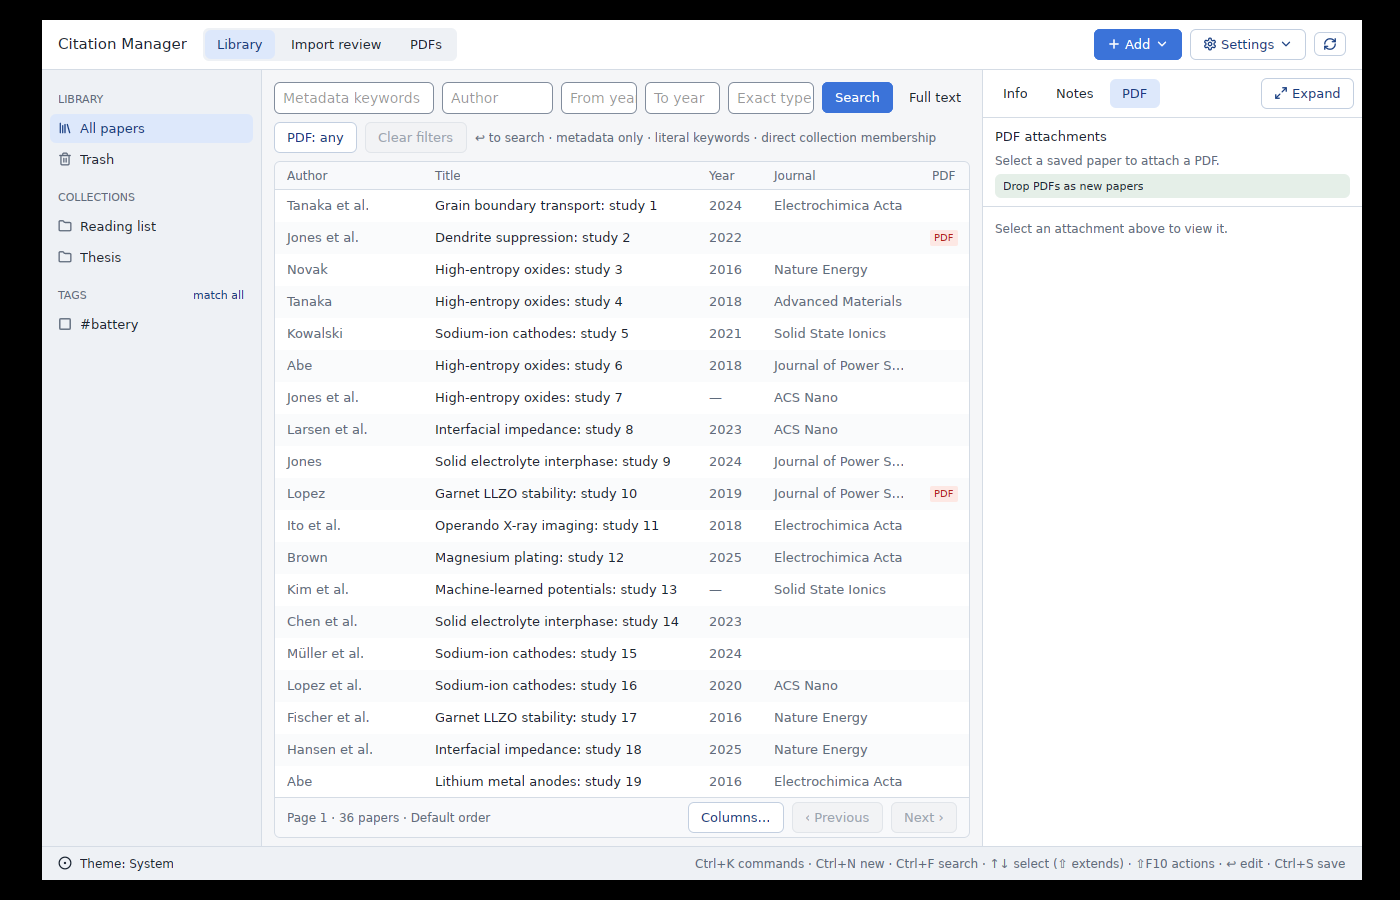 Citation Manager
Library
Import review
PDFs
+ Add
Settings
LIBRARY
All papers
Trash
COLLECTIONS
Reading list
Thesis
TAGS match all
#battery
Metadata keywords
Author
From yea
To year
Exact type
Search
Full text
PDF: any
Clear filters
↩ to search · metadata only · literal keywords · direct collection membership
Author Title Year Journal PDF
Tanaka et al. Grain boundary transport: study 1 2024 Electrochimica Acta
Jones et al. Dendrite suppression: study 2 2022 PDF
Novak High-entropy oxides: study 3 2016 Nature Energy
Tanaka High-entropy oxides: study 4 2018 Advanced Materials
Kowalski Sodium-ion cathodes: study 5 2021 Solid State Ionics
Abe High-entropy oxides: study 6 2018 Journal of Power S…
Jones et al. High-entropy oxides: study 7 — ACS Nano
Larsen et al. Interfacial impedance: study 8 2023 ACS Nano
Jones Solid electrolyte interphase: study 9 2024 Journal of Power S…
Lopez Garnet LLZO stability: study 10 2019 Journal of Power S… PDF
Ito et al. Operando X-ray imaging: study 11 2018 Electrochimica Acta
Brown Magnesium plating: study 12 2025 Electrochimica Acta
Kim et al. Machine-learned potentials: study 13 — Solid State Ionics
Chen et al. Solid electrolyte interphase: study 14 2023
Müller et al. Sodium-ion cathodes: study 15 2024
Lopez et al. Sodium-ion cathodes: study 16 2020 ACS Nano
Fischer et al. Garnet LLZO stability: study 17 2016 Nature Energy
Hansen et al. Interfacial impedance: study 18 2025 Nature Energy
Abe Lithium metal anodes: study 19 2016 Electrochimica Acta
Page 1 · 36 papers · Default order
Columns…
‹ Previous
Next ›
Info
Notes
PDF
Expand
PDF attachments
Select a saved paper to attach a PDF.
Drop PDFs as new papers
Select an attachment above to view it.
Theme: System
Ctrl+K commands · Ctrl+N new · Ctrl+F search · ↑↓ select (⇧ extends) · ⇧F10 actions · ↩ edit · Ctrl+S save